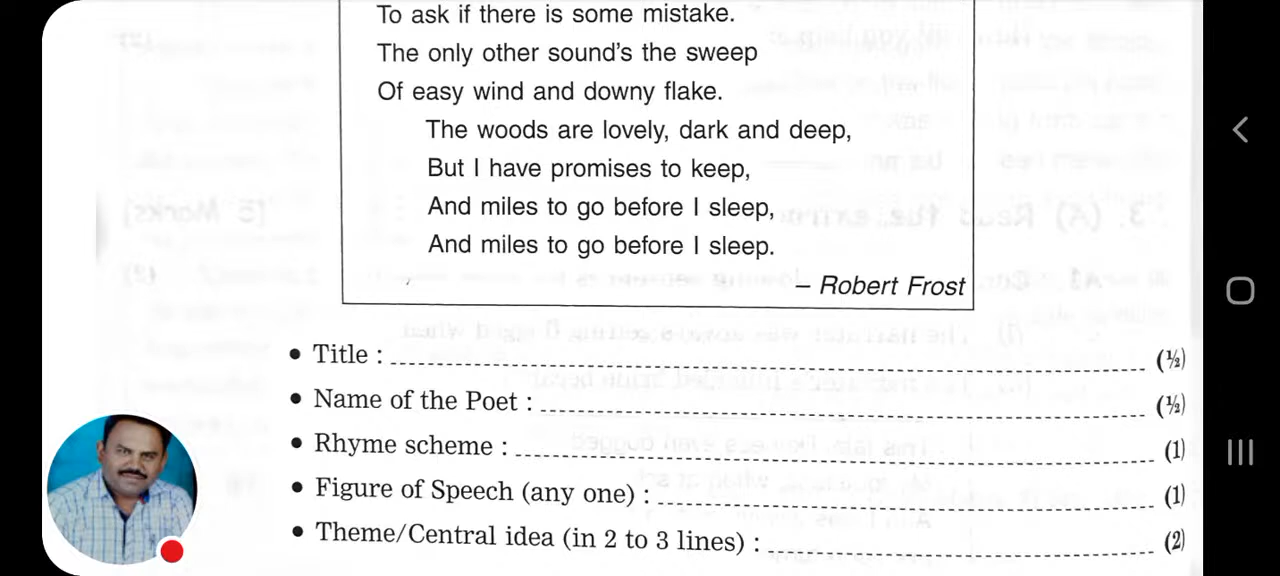 To ask if there is some mistake.
The only other sound's the sweep
Of easy wind and downy flake.
The woods are lovely, dark and deep,
But I have promises to keep,
And miles to go before I sleep,
And miles to go before I sleep.
– Robert Frost
• Title : (½)
• Name of the Poet : (½)
• Rhyme scheme : (1)
• Figure of Speech (any one) : (1)
• Theme/Central idea (in 2 to 3 lines) : (2)